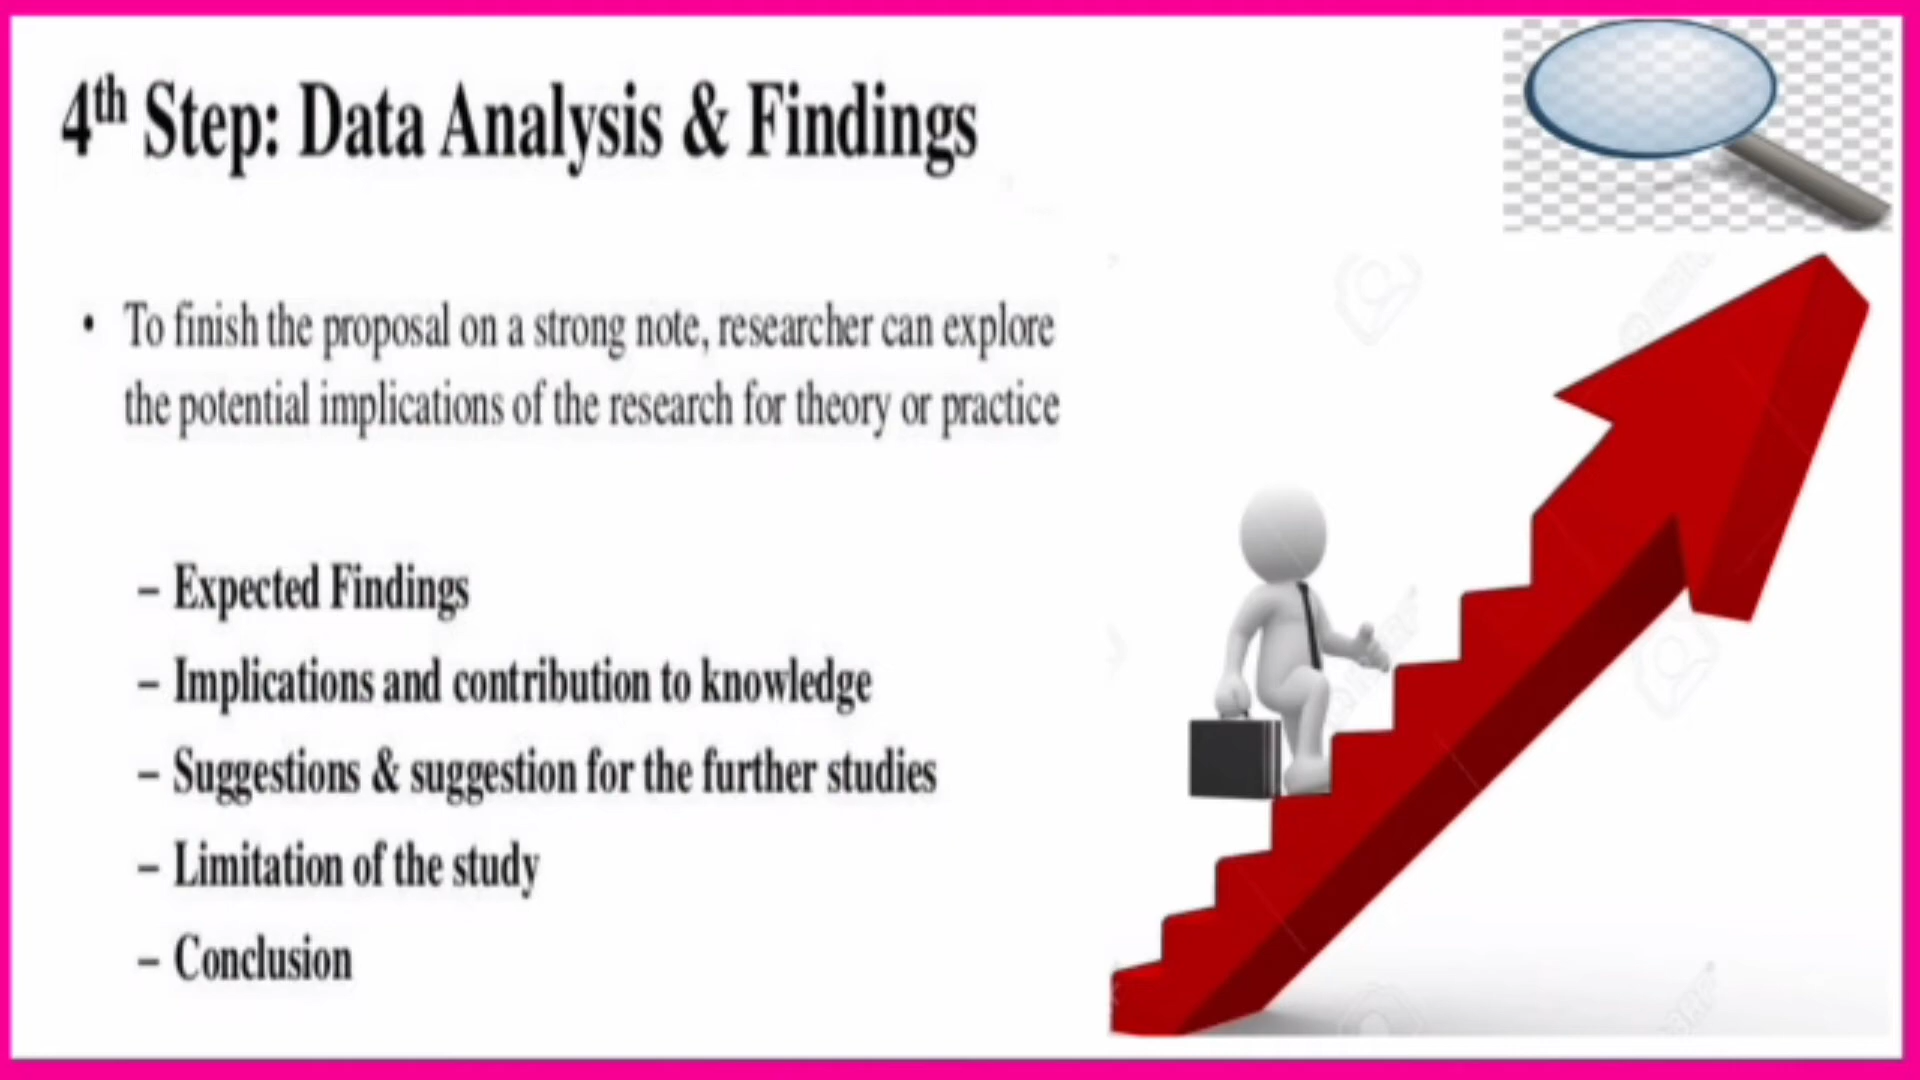 4th Step: Data Analysis & Findings
• To finish the proposal on a strong note, researcher can explore
the potential implications of the research for theory or practice
– Expected Findings
– Implications and contribution to knowledge
– Suggestions & suggestion for the further studies
– Limitation of the study
– Conclusion